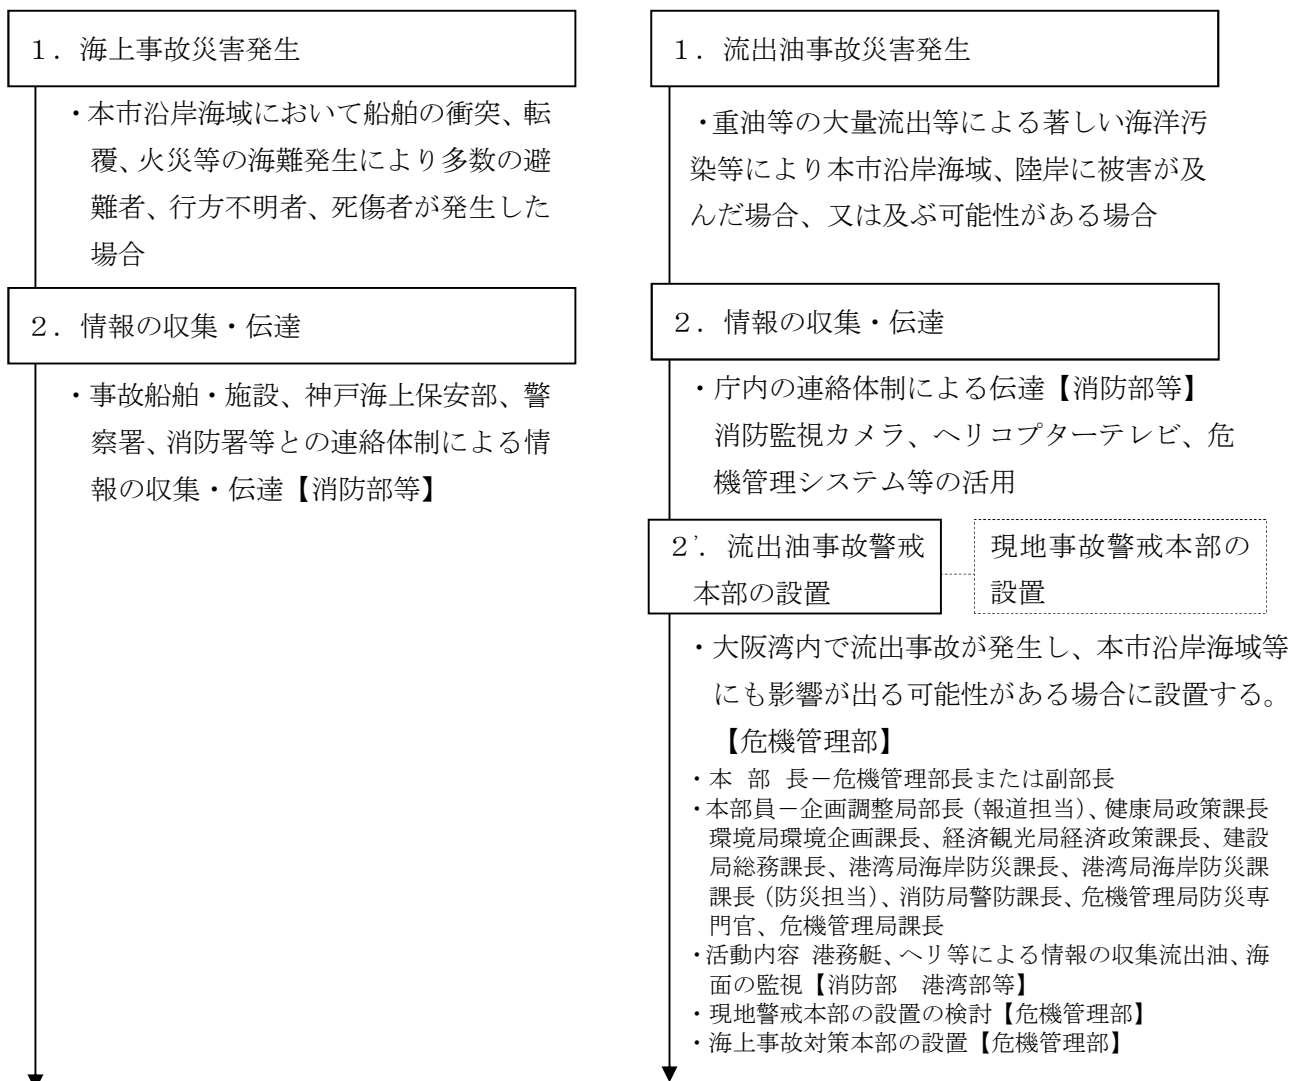 １．海上事故災害発生
・本市沿岸海域において船舶の衝突、転
覆、火災等の海難発生により多数の避
難者、行方不明者、死傷者が発生した
場合
２．情報の収集・伝達
・事故船舶・施設、神戸海上保安部、警
察署、消防署等との連絡体制による情
報の収集・伝達【消防部等】
１．流出油事故災害発生
・重油等の大量流出等による著しい海洋汚
染等により本市沿岸海域、陸岸に被害が及
んだ場合、又は及ぶ可能性がある場合
２．情報の収集・伝達
・庁内の連絡体制による伝達【消防部等】
消防監視カメラ、ヘリコプターテレビ、危
機管理システム等の活用
２’．流出油事故警戒
本部の設置
現地事故警戒本部の
設置
・大阪湾内で流出事故が発生し、本市沿岸海域等
にも影響が出る可能性がある場合に設置する。
【危機管理部】
・本 部 長－危機管理部長または副部長
・本部員－企画調整局部長（報道担当）、健康局政策課長
環境局環境企画課長、経済観光局経済政策課長、建設
局総務課長、港湾局海岸防災課長、港湾局海岸防災課
課長（防災担当）、消防局警防課長、危機管理局防災専
門官、危機管理局課長
・活動内容 港務艇、ヘリ等による情報の収集流出油、海
面の監視【消防部　港湾部等】
・現地警戒本部の設置の検討【危機管理部】
・海上事故対策本部の設置【危機管理部】